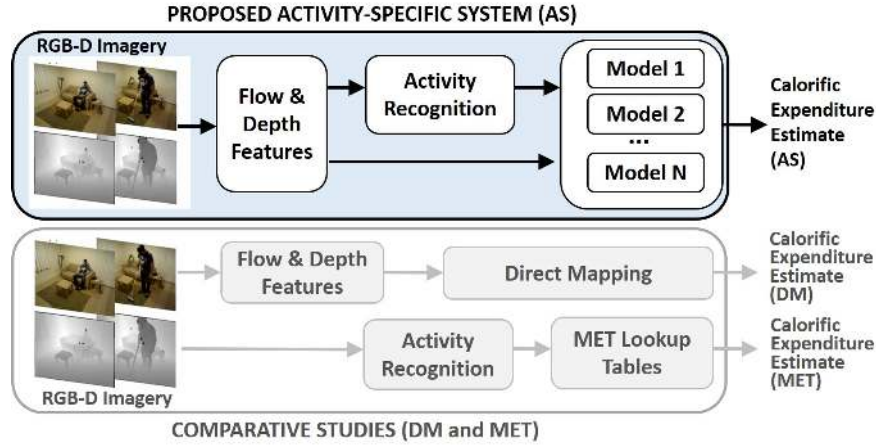 PROPOSED ACTIVITY-SPECIFIC SYSTEM (AS)
RGB-D Imagery
Flow &
Depth
Features
Activity
Recognition
Model 1
Model 2
...
Model N
Calorific
Expenditure
Estimate
(AS)
Flow & Depth
Features
Direct Mapping
Calorific
Expenditure
Estimate
(DM)
Activity
Recognition
MET Lookup
Tables
Calorific
Expenditure
Estimate
(MET)
RGB-D Imagery
COMPARATIVE STUDIES (DM and MET)